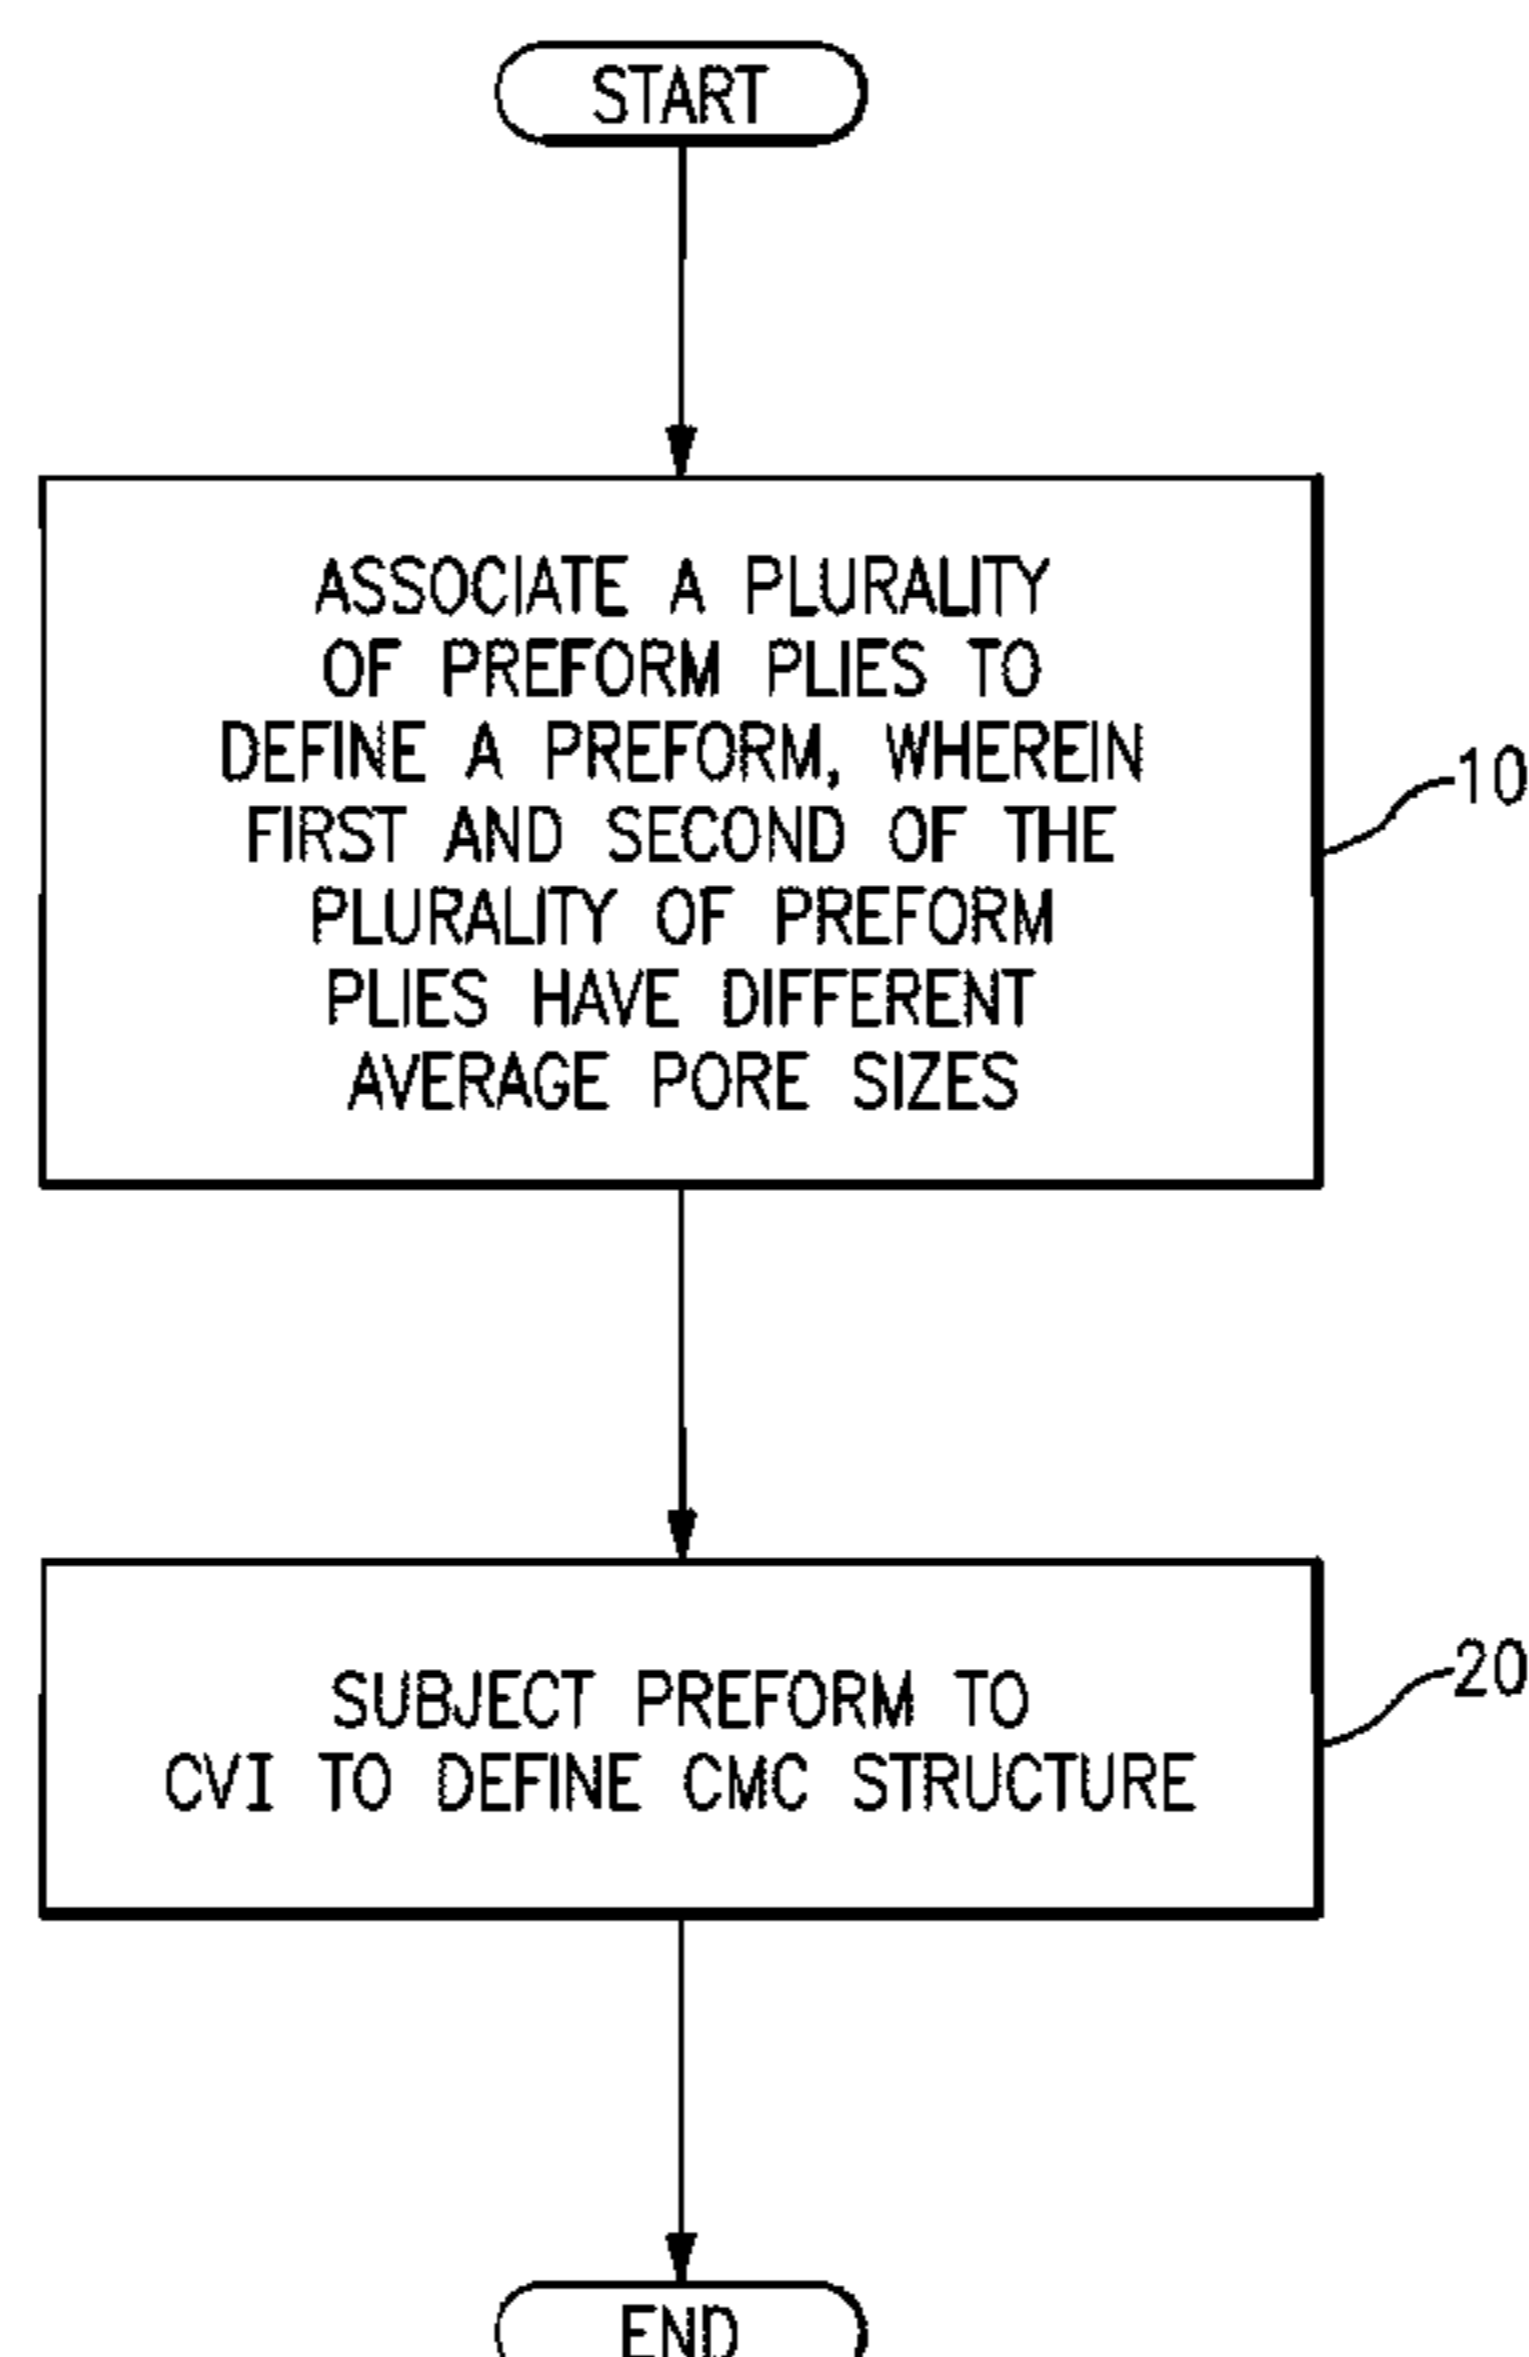 START
ASSOCIATE A PLURALITY
OF PREFORM PLIES TO
DEFINE A PREFORM, WHEREIN
FIRST AND SECOND OF THE
PLURALITY OF PREFORM
PLIES HAVE DIFFERENT
AVERAGE PORE SIZES
10
SUBJECT PREFORM TO
CVI TO DEFINE CMC STRUCTURE
20
END